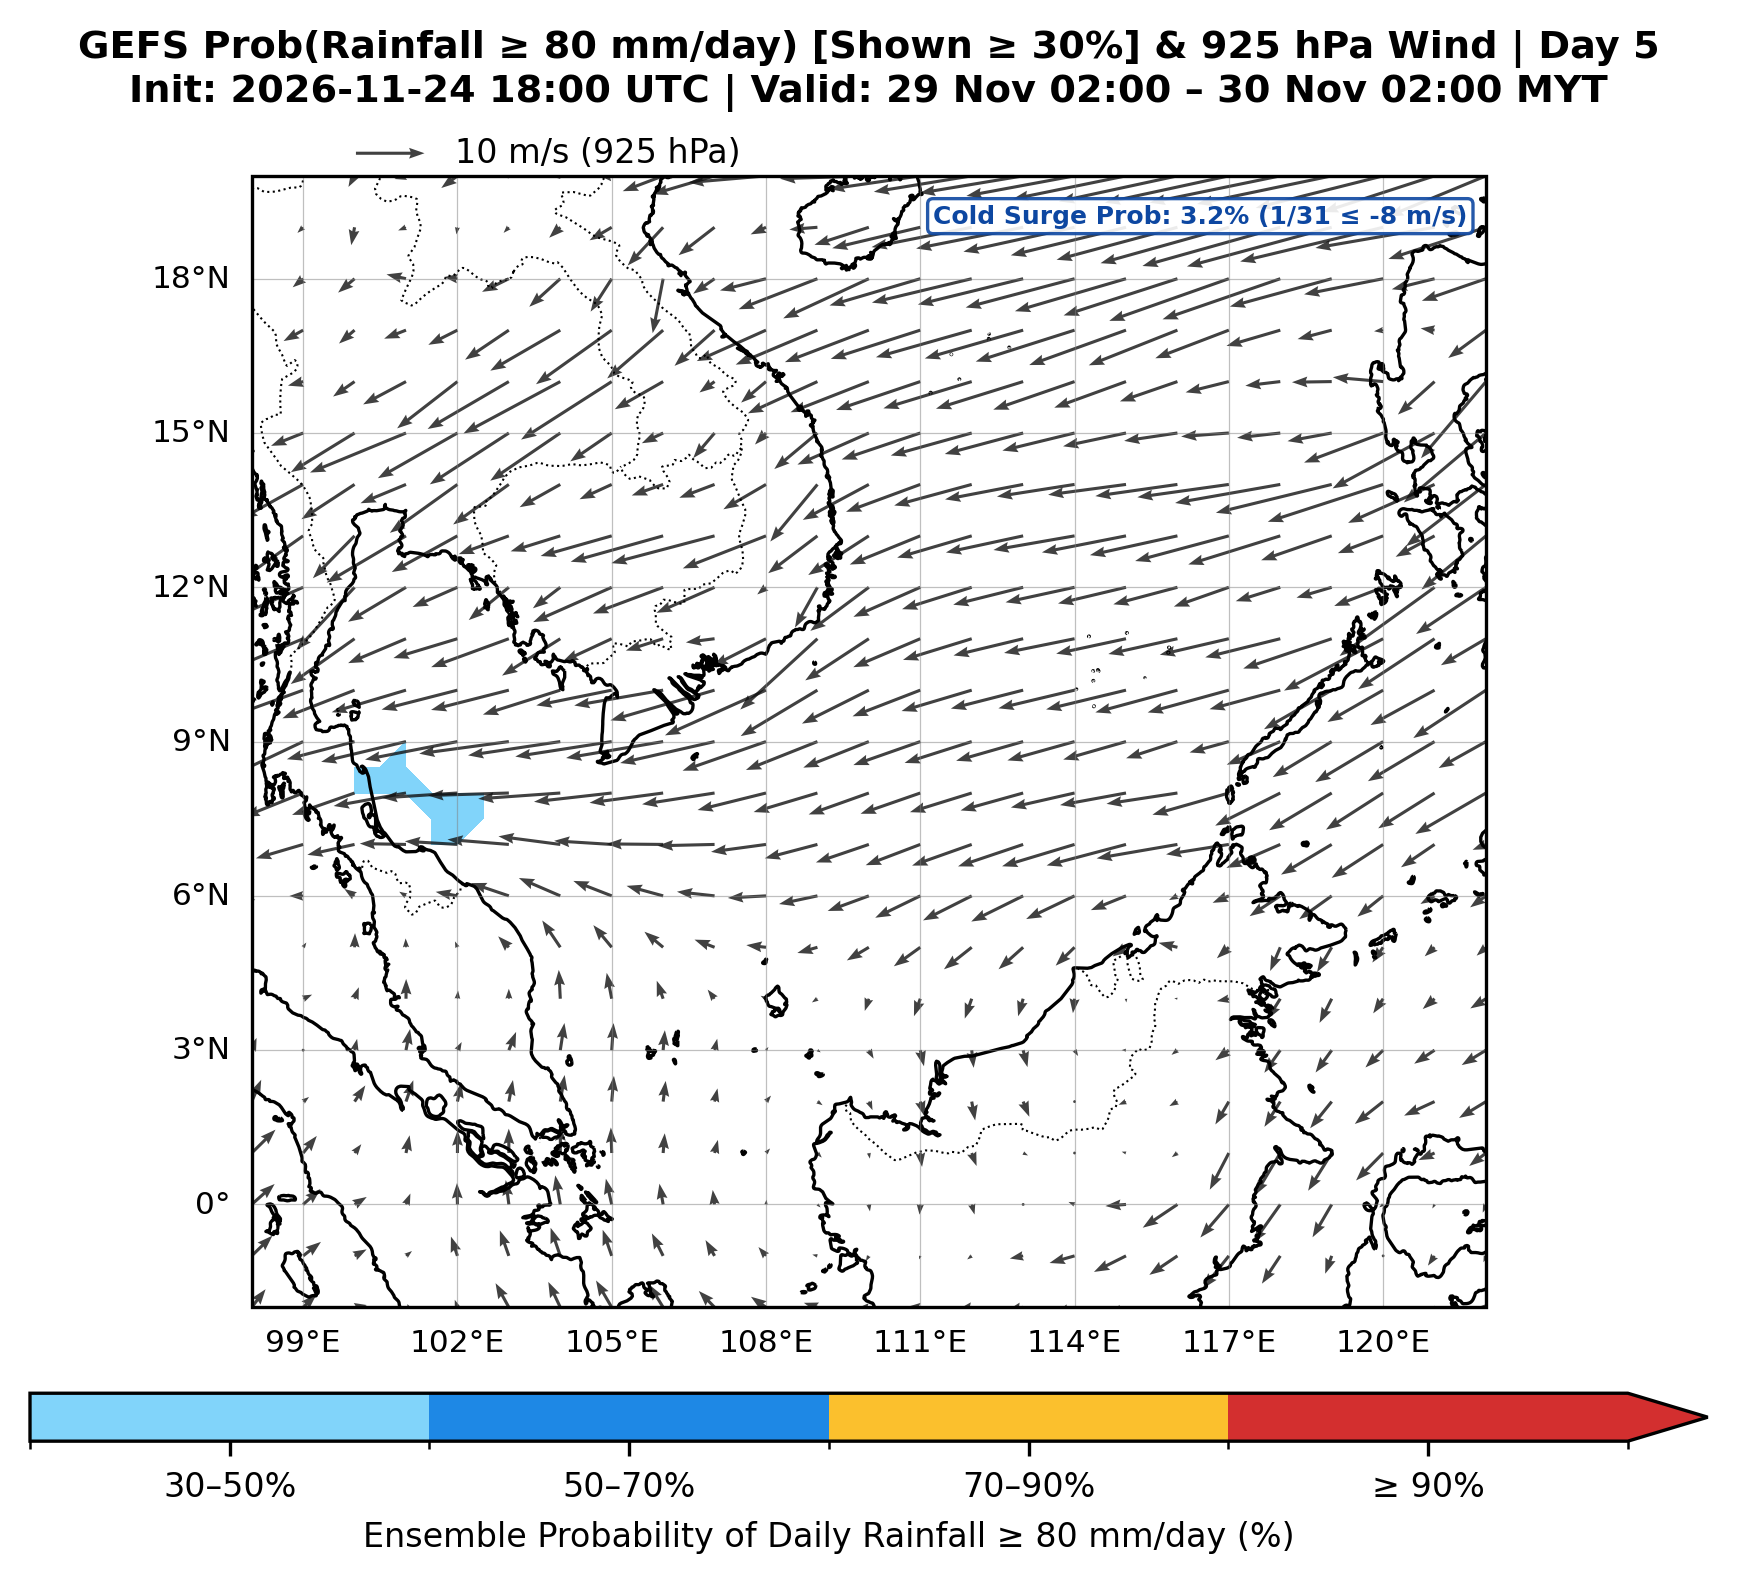 GEFS Prob(Rainfall ≥ 80 mm/day) [Shown ≥ 30%] & 925 hPa Wind | Day 5
Init: 2026-11-24 18:00 UTC | Valid: 29 Nov 02:00 – 30 Nov 02:00 MYT
10 m/s (925 hPa)
Cold Surge Prob: 3.2% (1/31 ≤ -8 m/s)
18°N
15°N
12°N
9°N
6°N
3°N
0°
99°E 102°E 105°E 108°E 111°E 114°E 117°E 120°E
30–50% 50–70% 70–90% ≥ 90%
Ensemble Probability of Daily Rainfall ≥ 80 mm/day (%)